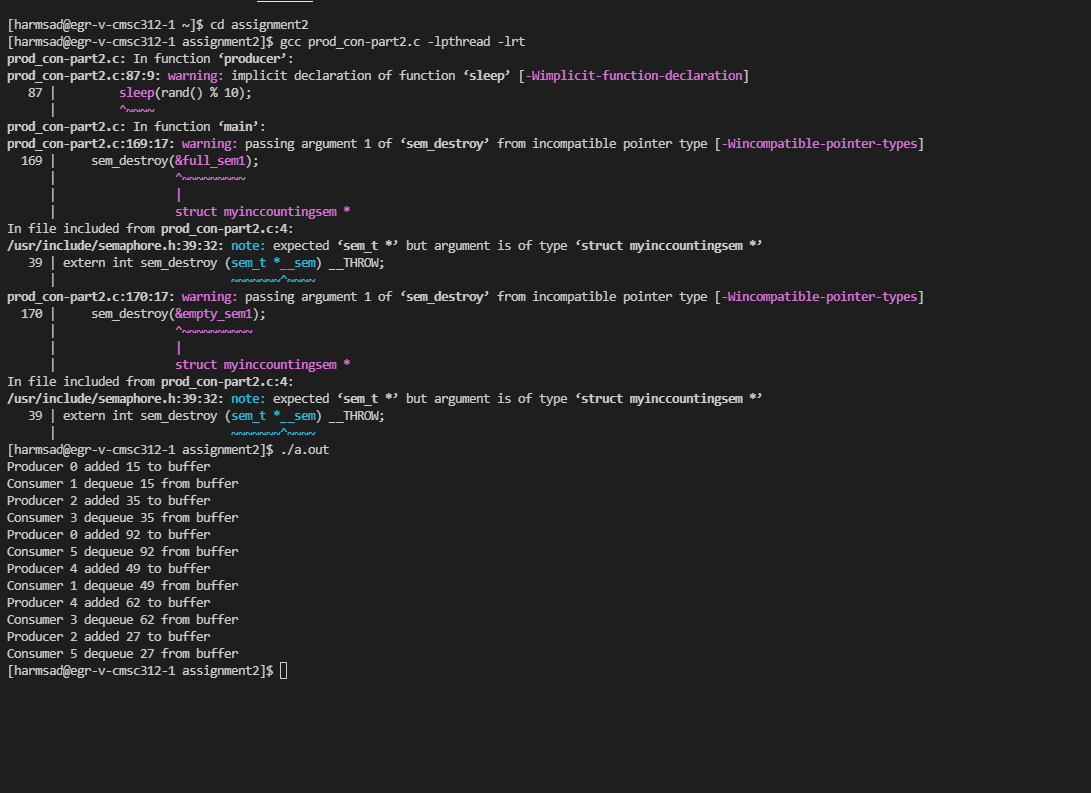 [harmsad@egr-v-cmsc312-1 ~]$ cd assignment2
[harmsad@egr-v-cmsc312-1 assignment2]$ gcc prod_con-part2.c -lpthread -lrt
prod_con-part2.c: In function ‘producer’:
prod_con-part2.c:87:9: warning: implicit declaration of function ‘sleep’ [-Wimplicit-function-declaration]
   87 |         sleep(rand() % 10);
      |         ^~~~~
prod_con-part2.c: In function ‘main’:
prod_con-part2.c:169:17: warning: passing argument 1 of ‘sem_destroy’ from incompatible pointer type [-Wincompatible-pointer-types]
  169 |     sem_destroy(&full_sem1);
      |                 ^~~~~~~~~~
      |                 |
      |                 struct myinccountingsem *
In file included from prod_con-part2.c:4:
/usr/include/semaphore.h:39:32: note: expected ‘sem_t *’ but argument is of type ‘struct myinccountingsem *’
   39 | extern int sem_destroy (sem_t *__sem) __THROW;
      |                         ~~~~~~~^~~~~
prod_con-part2.c:170:17: warning: passing argument 1 of ‘sem_destroy’ from incompatible pointer type [-Wincompatible-pointer-types]
  170 |     sem_destroy(&empty_sem1);
      |                 ^~~~~~~~~~~
      |                 |
      |                 struct myinccountingsem *
In file included from prod_con-part2.c:4:
/usr/include/semaphore.h:39:32: note: expected ‘sem_t *’ but argument is of type ‘struct myinccountingsem *’
   39 | extern int sem_destroy (sem_t *__sem) __THROW;
      |                         ~~~~~~~^~~~~
[harmsad@egr-v-cmsc312-1 assignment2]$ ./a.out
Producer 0 added 15 to buffer
Consumer 1 dequeue 15 from buffer
Producer 2 added 35 to buffer
Consumer 3 dequeue 35 from buffer
Producer 0 added 92 to buffer
Consumer 5 dequeue 92 from buffer
Producer 4 added 49 to buffer
Consumer 1 dequeue 49 from buffer
Producer 4 added 62 to buffer
Consumer 3 dequeue 62 from buffer
Producer 2 added 27 to buffer
Consumer 5 dequeue 27 from buffer
[harmsad@egr-v-cmsc312-1 assignment2]$